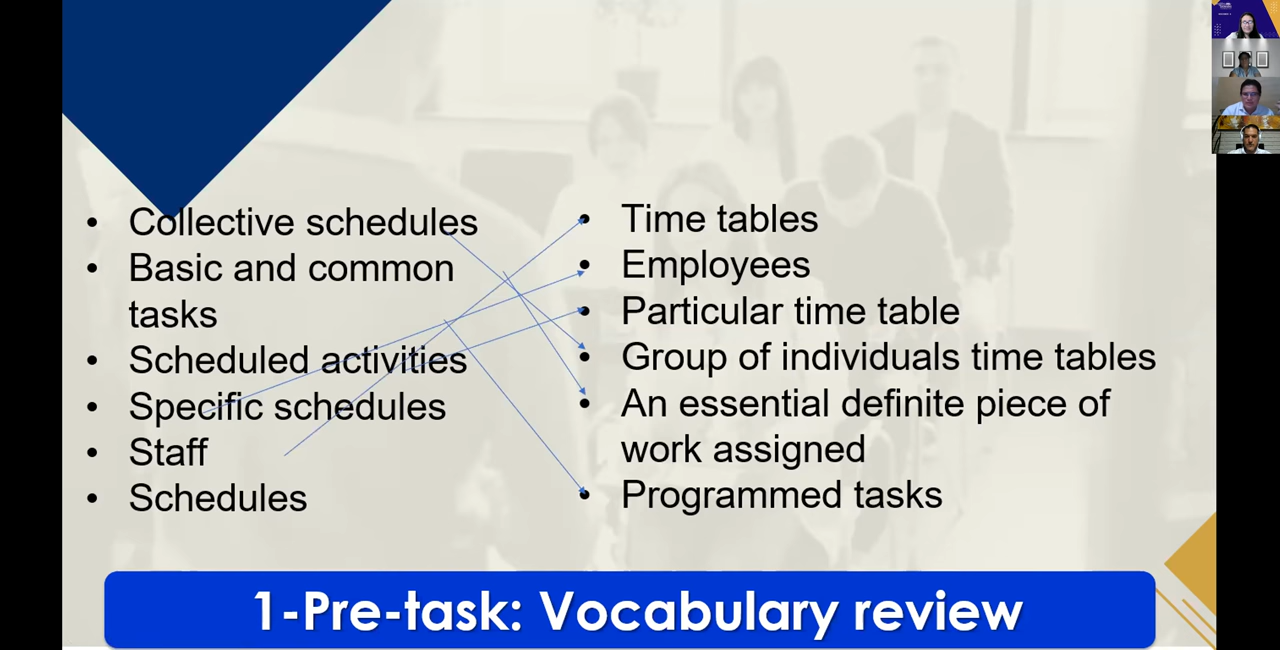 • Collective schedules
• Basic and common
tasks
• Scheduled activities
• Specific schedules
• Staff
• Schedules
• Time tables
• Employees
• Particular time table
• Group of individuals time tables
• An essential definite piece of
work assigned
• Programmed tasks
1-Pre-task: Vocabulary review